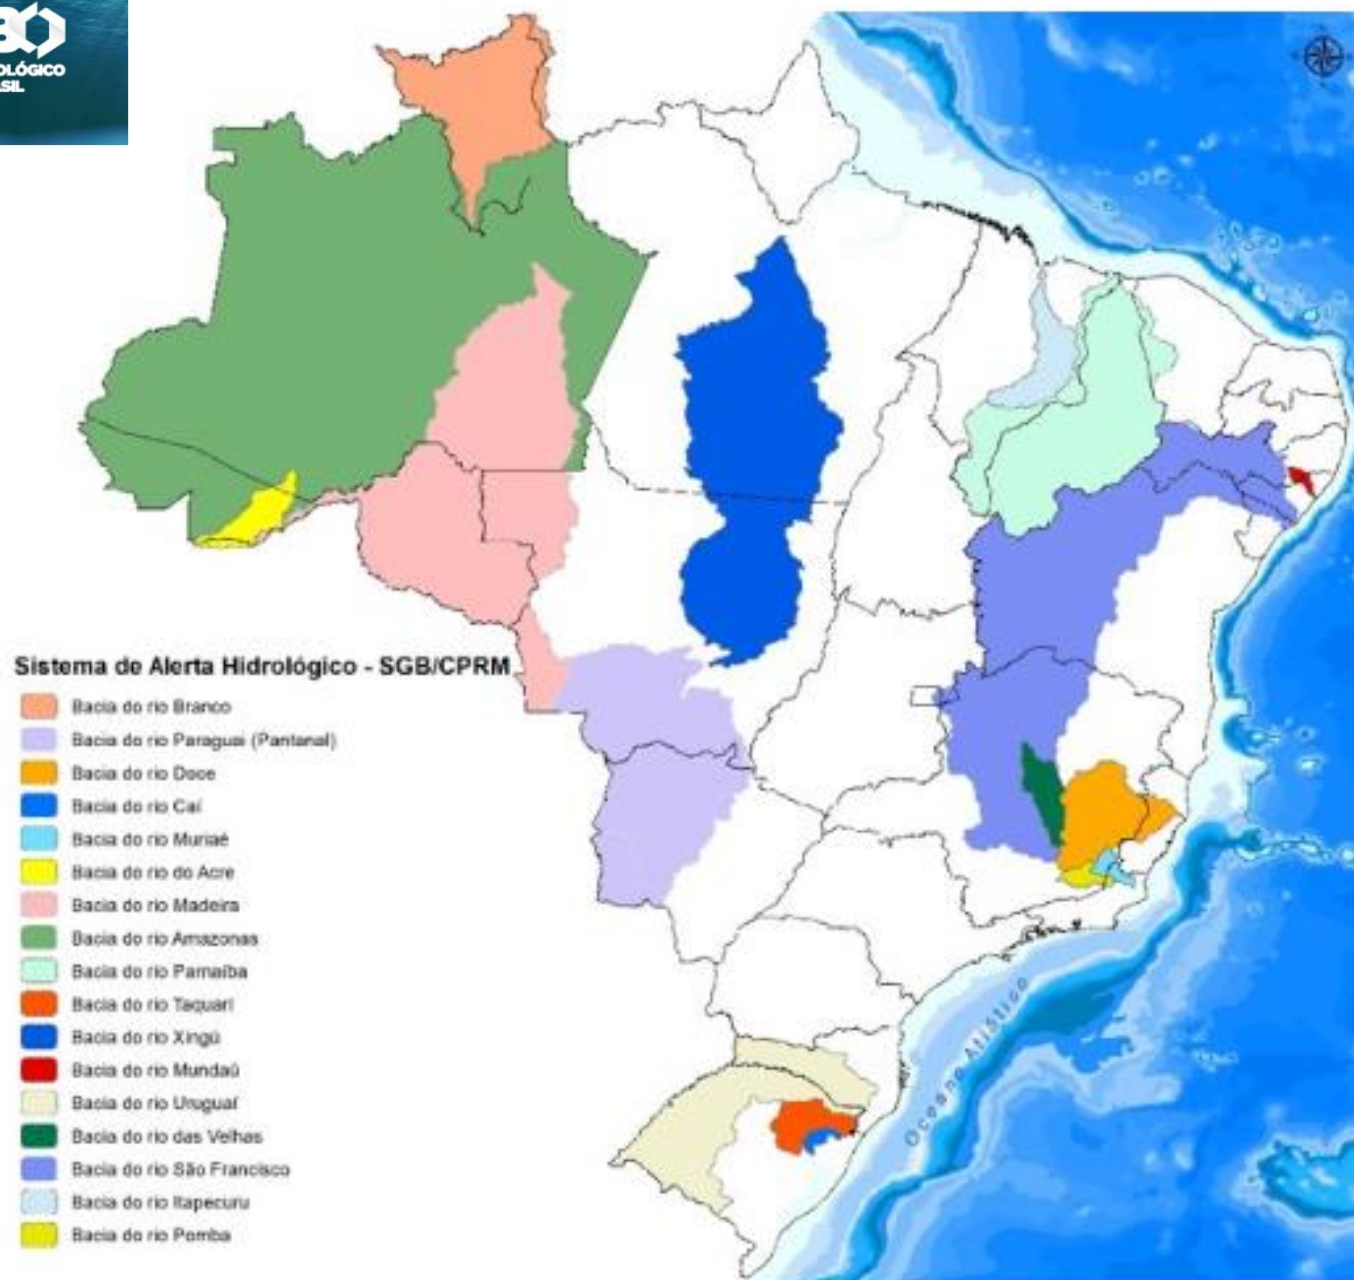 OLÓGICO
SIL
Sistema de Alerta Hidrológico - SGB/CPRM
Bacia do rio Branco
Bacia do rio Paraguai (Pantanal)
Bacia do rio Doce
Bacia do rio Caí
Bacia do rio Muriaé
Bacia do rio do Acre
Bacia do rio Madeira
Bacia do rio Amazonas
Bacia do rio Parnaíba
Bacia do rio Taquari
Bacia do rio Xingú
Bacia do rio Mundaú
Bacia do rio Uruguai
Bacia do rio das Velhas
Bacia do rio São Francisco
Bacia do rio Itapecuru
Bacia do rio Pomba
Oceano Atlístico